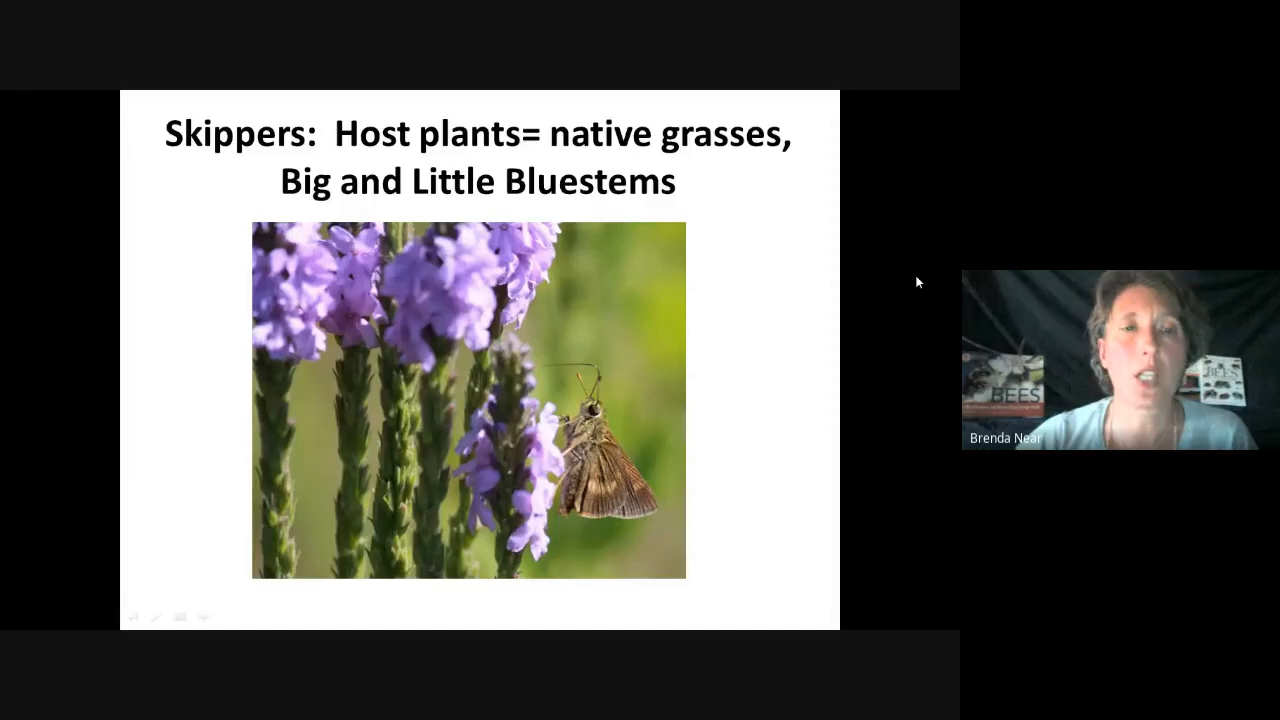 Skippers:  Host plants= native grasses,
Big and Little Bluestems
BEES
BEES
Brenda Near